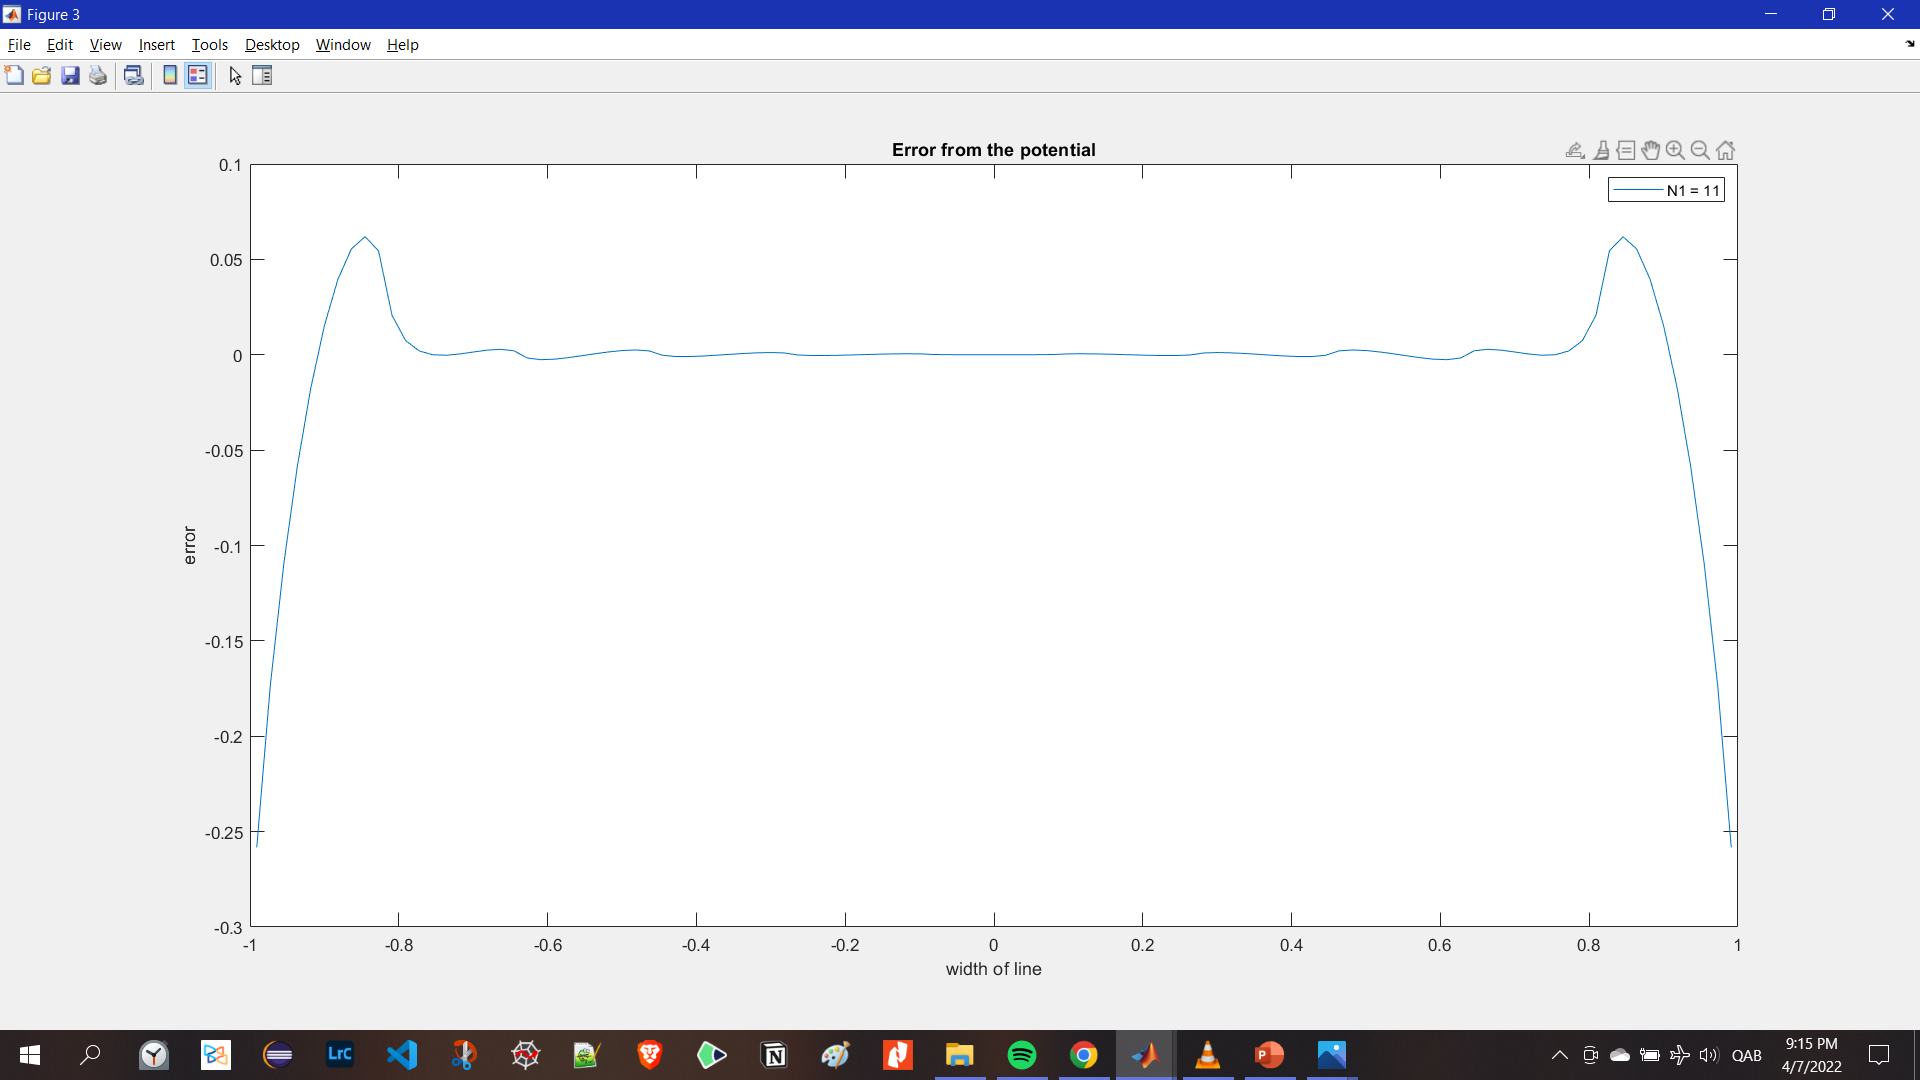 Figure 3
File Edit View Insert Tools Desktop Window Help
Error from the potential
N1 = 11
0.1
0.05
0
-0.05
-0.1
-0.15
-0.2
-0.25
-0.3
error
-1 -0.8 -0.6 -0.4 -0.2 0 0.2 0.4 0.6 0.8 1
width of line
LrC
N
P
QAB
9:15 PM
4/7/2022